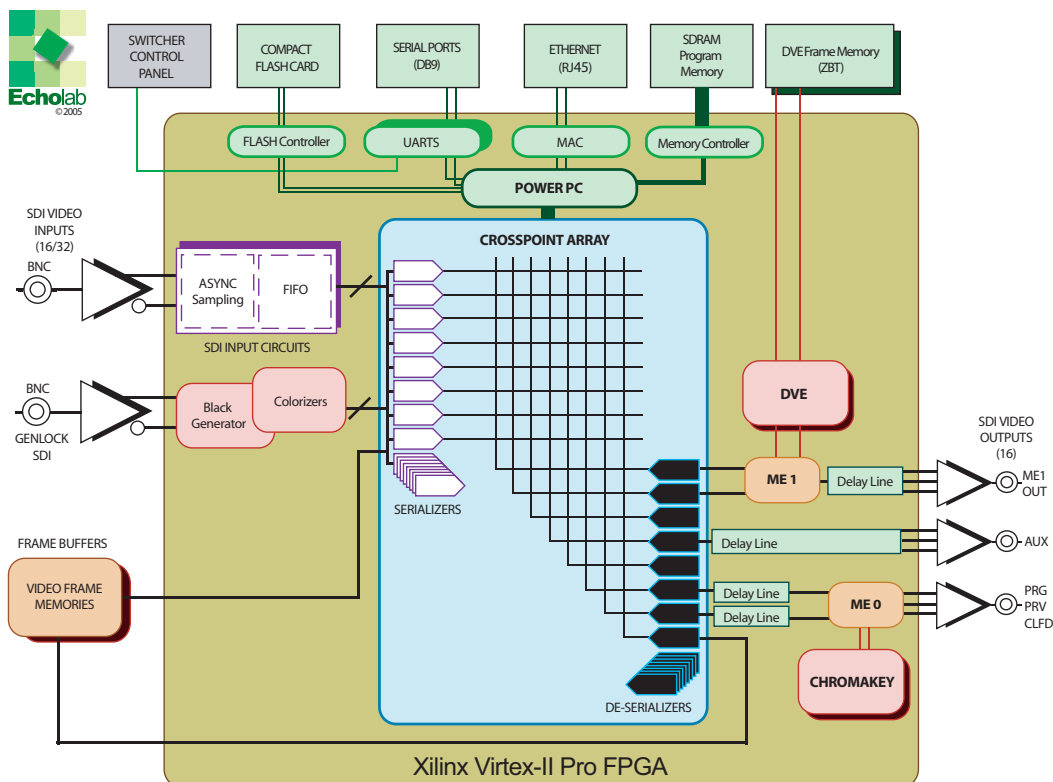 Echolab
©2005
SWITCHER
CONTROL
PANEL
COMPACT
FLASH CARD
SERIAL PORTS
(DB9)
ETHERNET
(RJ45)
SDRAM
Program
Memory
DVE Frame Memory
(ZBT)
FLASH Controller
UARTS
MAC
Memory Controller
POWER PC
SDI VIDEO
INPUTS
(16/32)
BNC
ASYNC
Sampling
FIFO
SDI INPUT CIRCUITS
CROSSPOINT ARRAY
BNC
GENLOCK
SDI
Black
Generator
Colorizers
SERIALIZERS
DVE
ME 1
Delay Line
SDI VIDEO
OUTPUTS
(16)
ME1
OUT
Delay Line
AUX
FRAME BUFFERS
VIDEO FRAME
MEMORIES
Delay Line
Delay Line
ME 0
PRG
PRV
CLFD
CHROMAKEY
DE-SERIALIZERS
Xilinx Virtex-II Pro FPGA